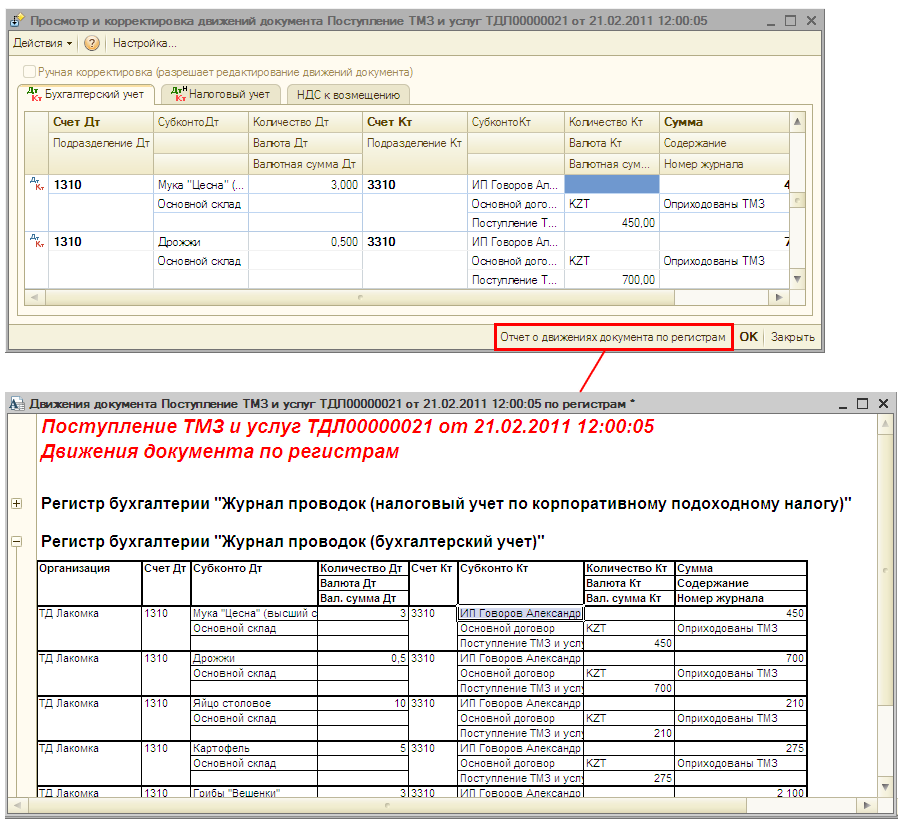 Просмотр и корректировка движений документа Поступление ТМЗ и услуг ТДЛ00000021 от 21.02.2011 12:00:05
Действия Настройка...
Ручная корректировка (разрешает редактирование движений документа)
Бухгалтерский учет Налоговый учет НДС к возмещению
Счет Дт СубконтоДт Количество Дт Счет Кт СубконтоКт Количество Кт Сумма
Подразделение Дт Валюта Дт Подразделение Кт Валюта Кт Содержание
Валютная сумма Дт Валютная сум... Номер журнала
1310 Мука "Цесна" (... 3,000 3310 ИП Говоров Ал... 4
Основной склад Основной дого... KZT Оприходованы ТМЗ
Поступление Т... 450,00
1310 Дрожжи 0,500 3310 ИП Говоров Ал... 7
Основной склад Основной дого... KZT Оприходованы ТМЗ
Поступление Т... 700,00
Отчет о движениях документа по регистрам OK Закрыть
Движения документа Поступление ТМЗ и услуг ТДЛ00000021 от 21.02.2011 12:00:05 по регистрам *
Поступление ТМЗ и услуг ТДЛ00000021 от 21.02.2011 12:00:05
Движения документа по регистрам
Регистр бухгалтерии "Журнал проводок (налоговый учет по корпоративному подоходному налогу)"
Регистр бухгалтерии "Журнал проводок (бухгалтерский учет)"
Организация Счет Дт Субконто Дт Количество Дт Счет Кт Субконто Кт Количество Кт Сумма
Валюта Дт Валюта Кт Содержание
Вал. сумма Дт Вал. сумма Кт Номер журнала
ТД Лакомка 1310 Мука "Цесна" (высший с 3 3310 ИП Говоров Александр 450
Основной склад Основной договор KZT Оприходованы ТМЗ
Поступление ТМЗ и услу 450
ТД Лакомка 1310 Дрожжи 0,5 3310 ИП Говоров Александр 700
Основной склад Основной договор KZT Оприходованы ТМЗ
Поступление ТМЗ и услу 700
ТД Лакомка 1310 Яйцо столовое 10 3310 ИП Говоров Александр 210
Основной склад Основной договор KZT Оприходованы ТМЗ
Поступление ТМЗ и услу 210
ТД Лакомка 1310 Картофель 5 3310 ИП Говоров Александр 275
Основной склад Основной договор KZT Оприходованы ТМЗ
Поступление ТМЗ и услу 275
ТД Лакомка 1310 Грибы "Вешенки" 3 3310 ИП Говоров Александр 2 100